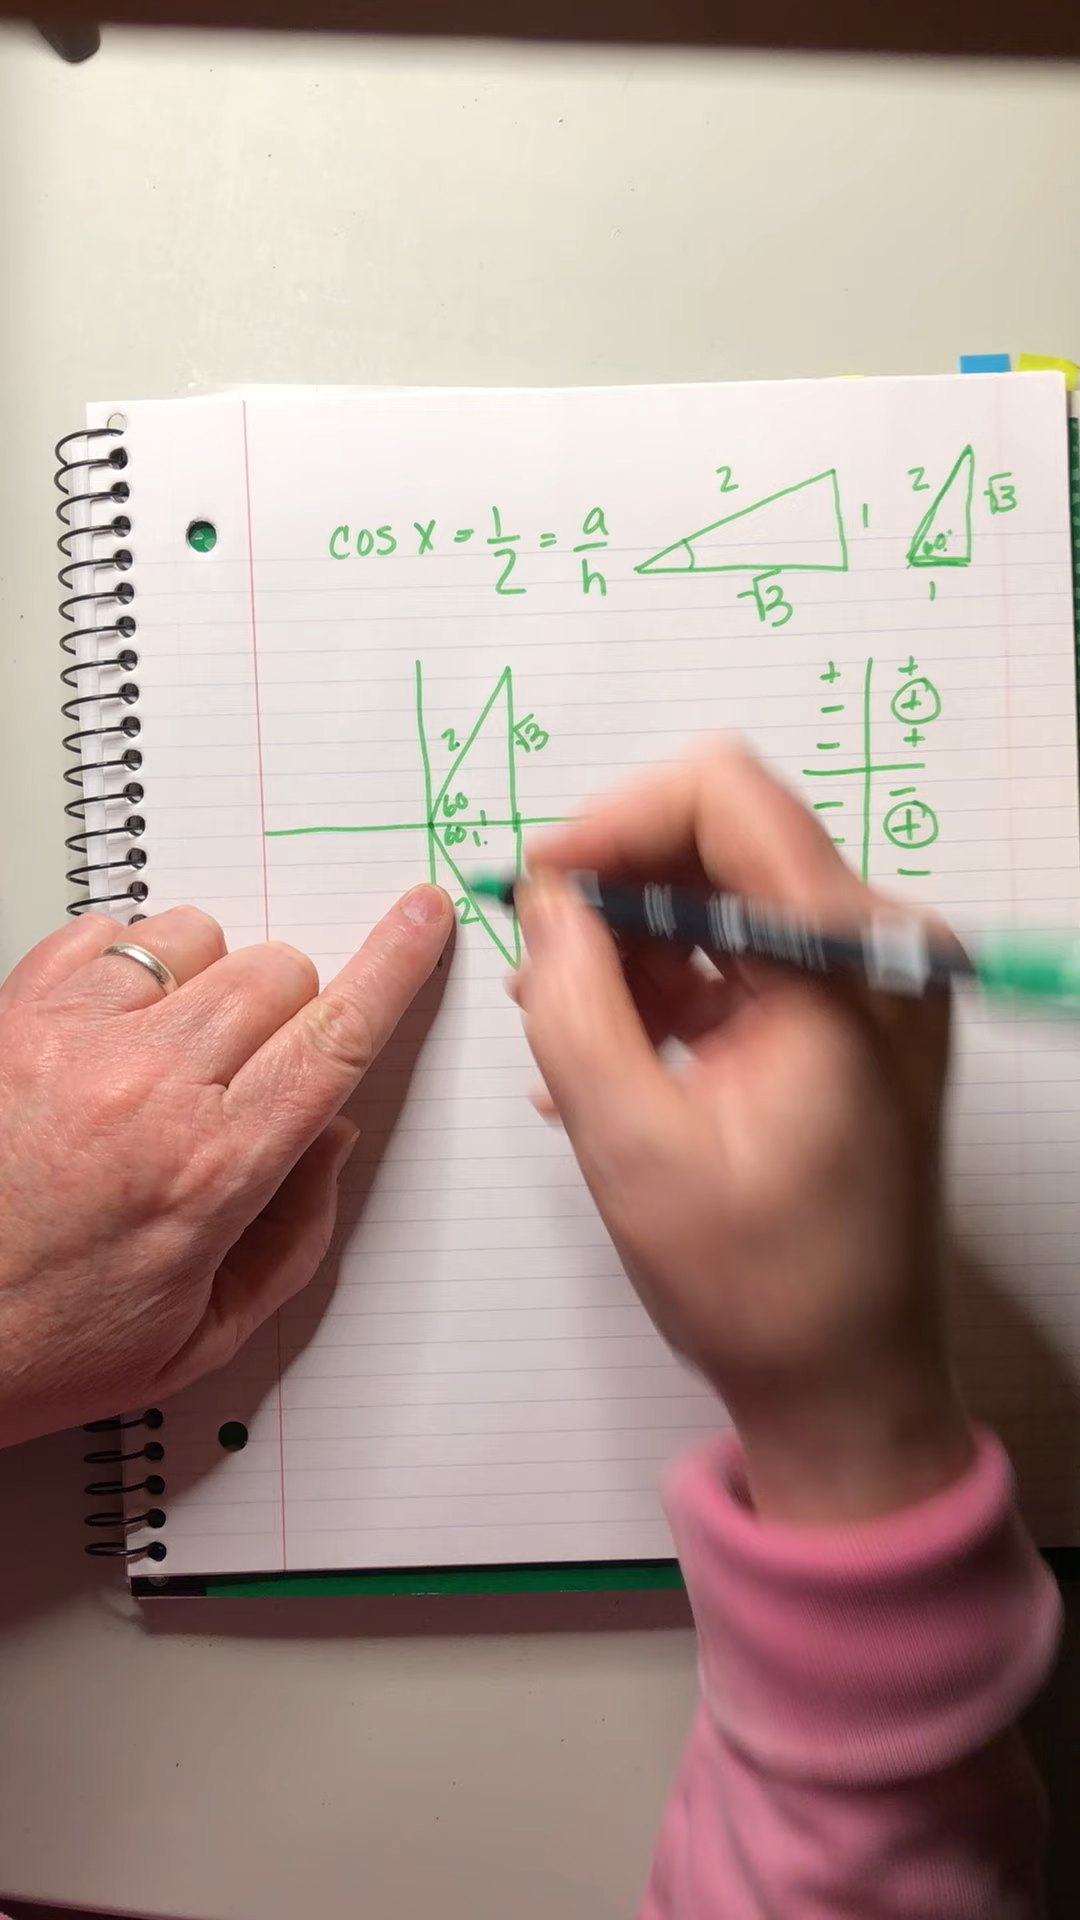 cos x = 1/2 = a/h
2
1
√3
2
√3
60°
1
2
√3
60
1
60
1
2
+ | +
- | +
- | +
- | -
- | +
-